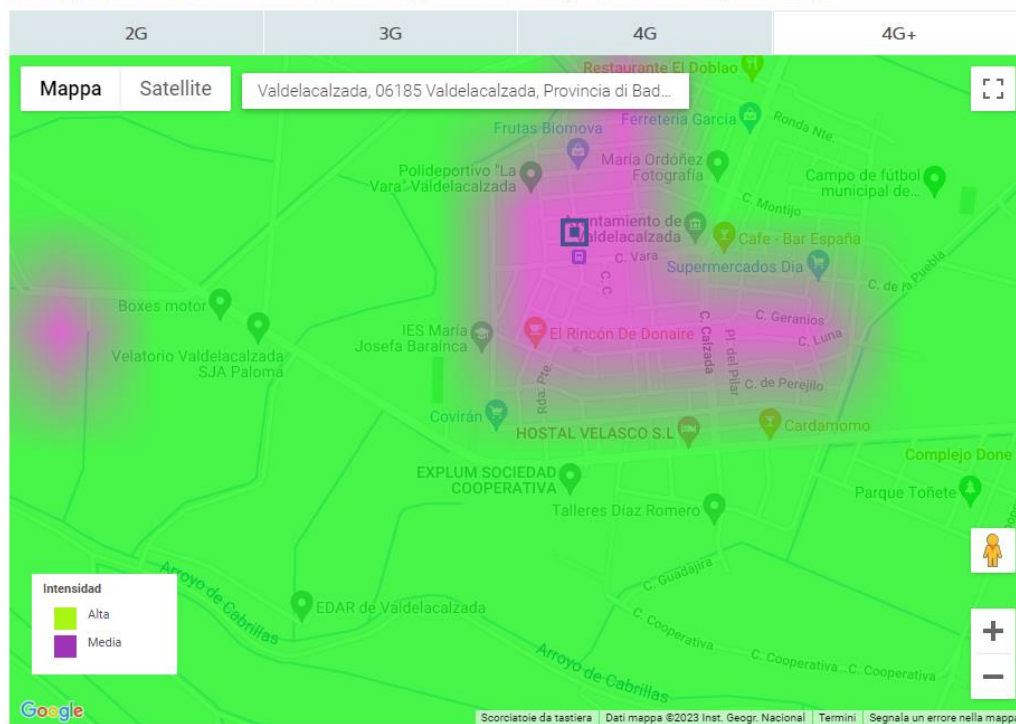 2G
3G
4G
4G+
Mappa
Satellite
Valdelacalzada, 06185 Valdelacalzada, Provincia di Bad...
Restaurante El Doblao
Frutas Biomova
Ferretería García
Ronda Nte.
Polideportivo "La
Vara" Valdelacalzada
María Ordóñez
Fotografía
Campo de fútbol
municipal de...
C. Montijo
Ayuntamiento de
Valdelacalzada
Cafe - Bar España
C. Vara
Supermercados Dia
C. de la Puebla
C. C
Boxes motor
C. Geranios
IES María
Josefa Barainca
El Rincón De Donaire
C. Calzada
Pl. del Pilar
C. Luna
Velatorio Valdelacalzada
SJA Paloma
Rda. Pte.
C. de Perejilo
Covirán
HOSTAL VELASCO S.L
Cardamomo
EXPLUM SOCIEDAD
COOPERATIVA
Complejo Done
Parque Toñete
Talleres Diaz Romero
Intensidad
Alta
Media
Arroyo de Cabrillas
EDAR de Valdelacalzada
C. Guadajira
C. Cooperativa
Arroyo de Cabrillas
C. Cooperativa
C. Cooperativa
Google
Scorciatoie da tastiera
Dati mappa ©2023 Inst. Geogr. Nacional
Termini
Segnala un errore nella mappa